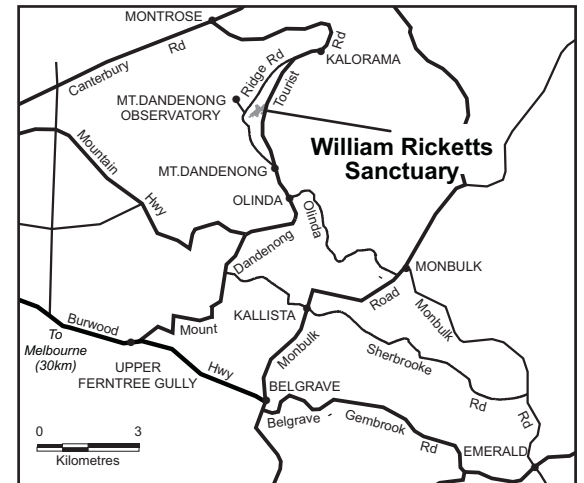 MONTROSE
Canterbury Rd
Ridge Rd
Tourist Rd
KALORAMA
MT.DANDENONG
OBSERVATORY
William Ricketts
Sanctuary
Mountain Hwy
MT.DANDENONG
OLINDA
Olinda - Monbulk Rd
Dandenong
MONBULK
Road
KALLISTA
Burwood Hwy
Mount
Monbulk
Sherbrooke Rd
To
Melbourne
(30km)
UPPER
FERNTREE GULLY
BELGRAVE
Belgrave - Gembrook Rd
EMERALD
0 3
Kilometres